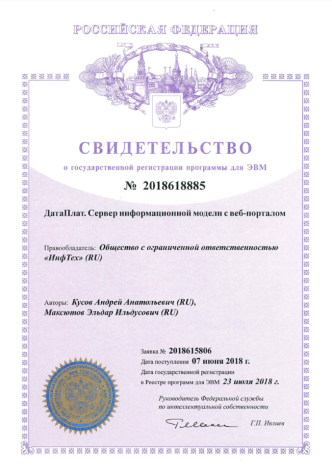 РОССИЙСКАЯ ФЕДЕРАЦИЯ
СВИДЕТЕЛЬСТВО
о государственной регистрации программы для ЭВМ
№ 2018618885
ДатаПлат. Сервер информационной модели с веб-порталом
Правообладатель: Общество с ограниченной ответственностью
«ИнфТех» (RU)
Авторы: Кусов Андрей Анатольевич (RU),
Максютов Эльдар Ильдусович (RU)
Заявка № 2018615806
Дата поступления 07 июня 2018 г.
Дата государственной регистрации
в Реестре программ для ЭВМ 23 июля 2018 г.
Руководитель Федеральной службы
по интеллектуальной собственности
Г.П. Ивлиев